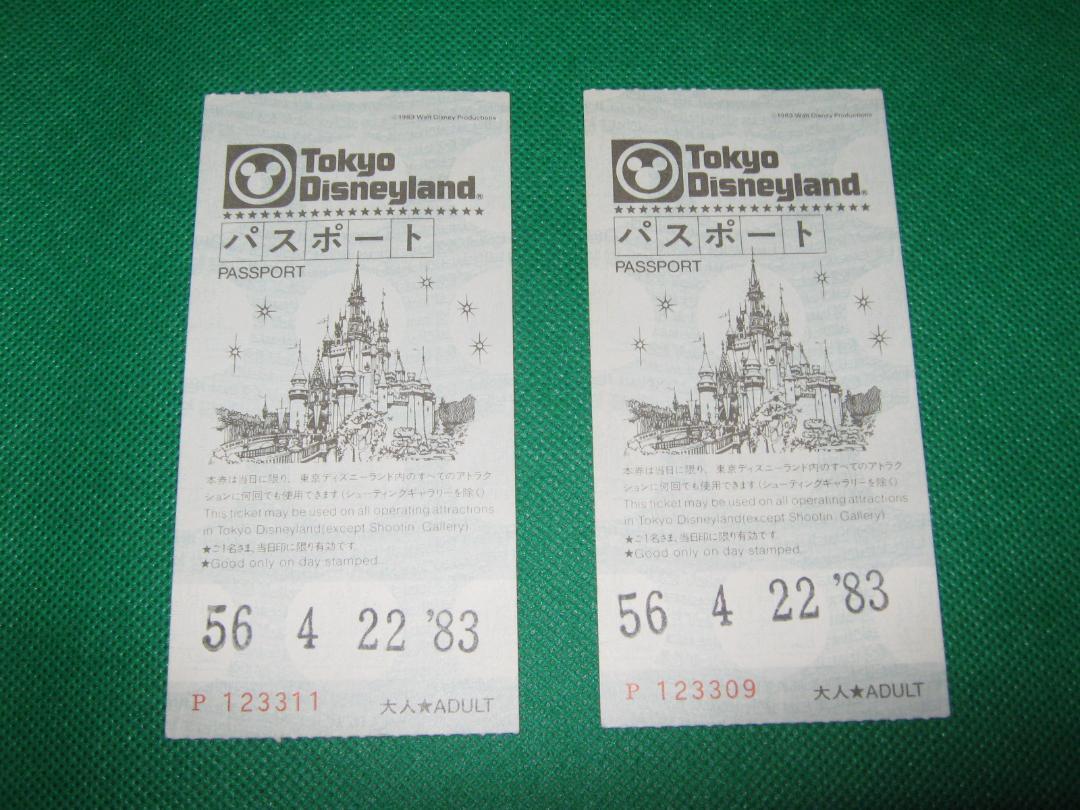 ©1983 Walt Disney Productions
Tokyo
Disneyland®
パスポート
PASSPORT
本券は当日に限り、東京ディズニーランド内のすべてのアトラク
ションに何回でも使用できます(シューティングギャラリーを除く)
This ticket may be used on all operating attractions
in Tokyo Disneyland(except Shootin. Gallery)
★ご1名さま、当日印に限り有効です
★Good only on day stamped.
56 4 22 '83
P 123311 大人★ADULT
©1983 Walt Disney Productions
Tokyo
Disneyland®
パスポート
PASSPORT
本券は当日に限り、東京ディズニーランド内のすべてのアトラク
ションに何回でも使用できます(シューティングギャラリーを除く)
This ticket may be used on all operating attractions
in Tokyo Disneyland(except Shootin. Gallery)
★ご1名さま、当日印に限り有効です
★Good only on day stamped.
56 4 22 '83
P 123309 大人★ADULT